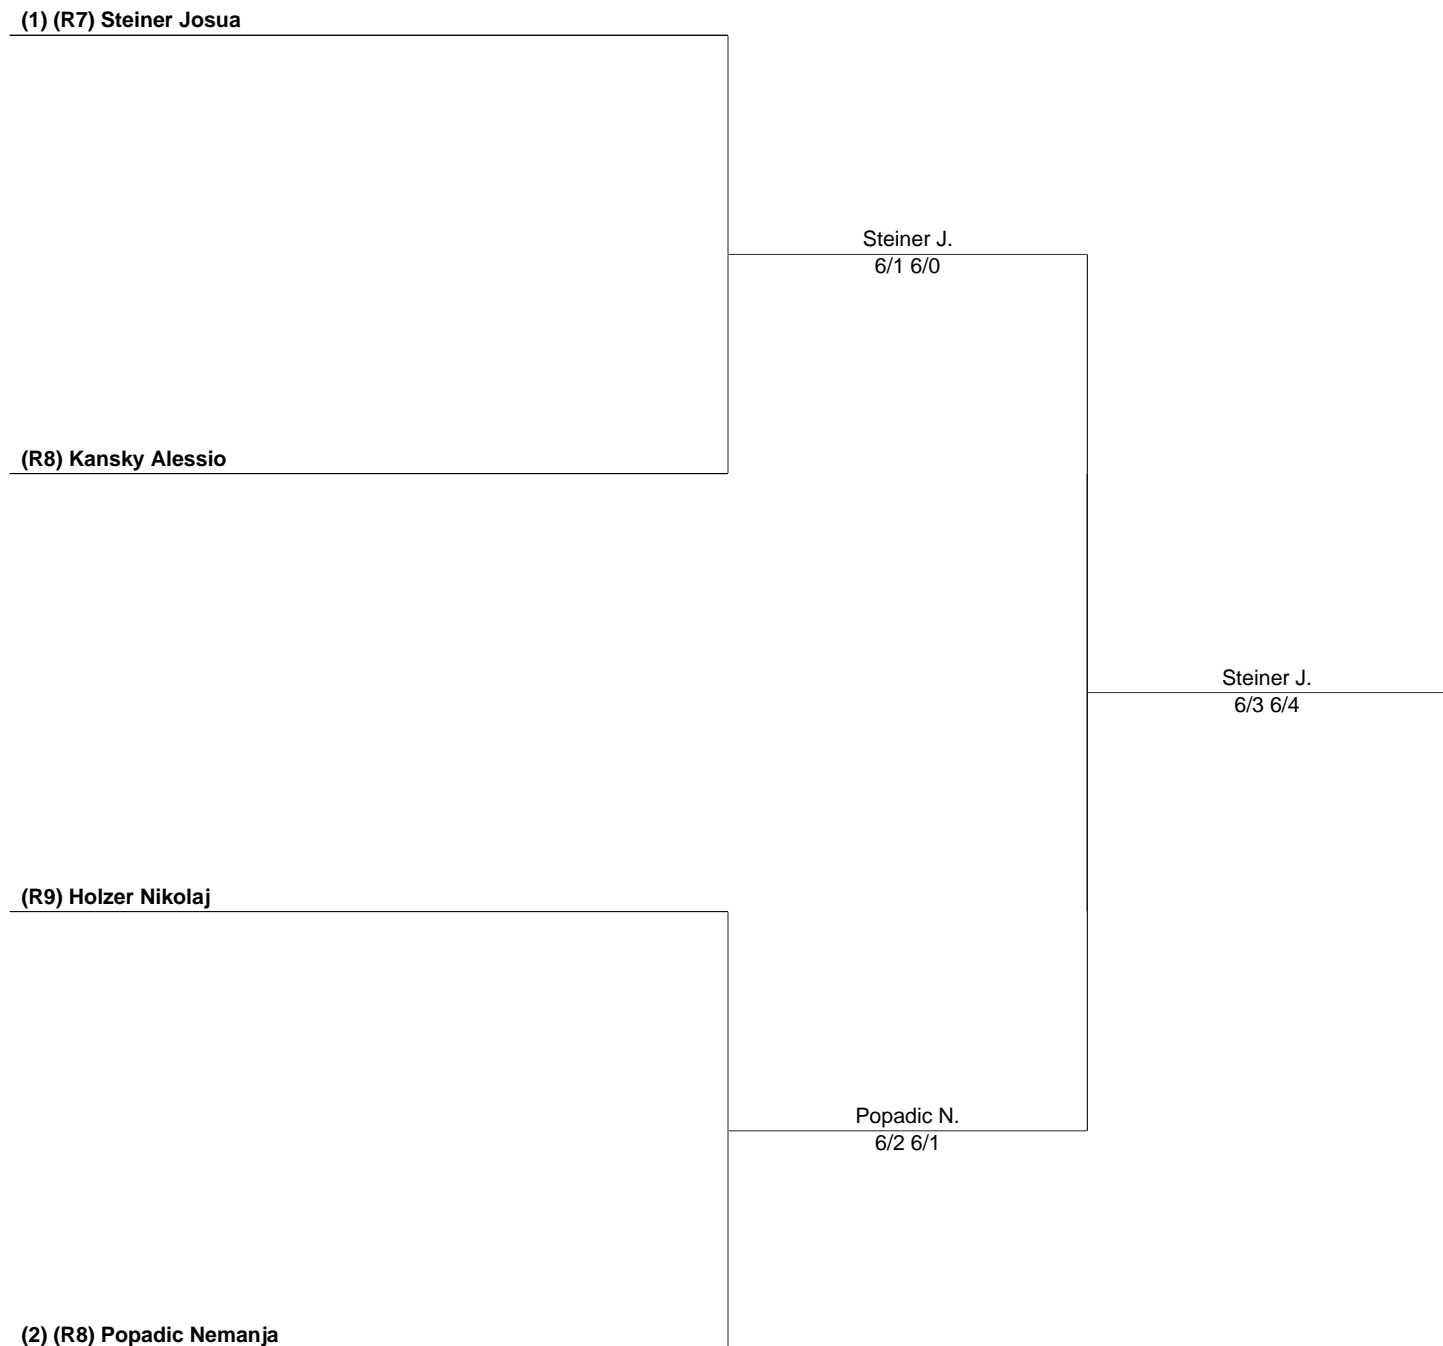 (1) (R7) Steiner Josua
Steiner J.
6/1 6/0
(R8) Kansky Alessio
Steiner J.
6/3 6/4
(R9) Holzer Nikolaj
Popadic N.
6/2 6/1
(2) (R8) Popadic Nemanja